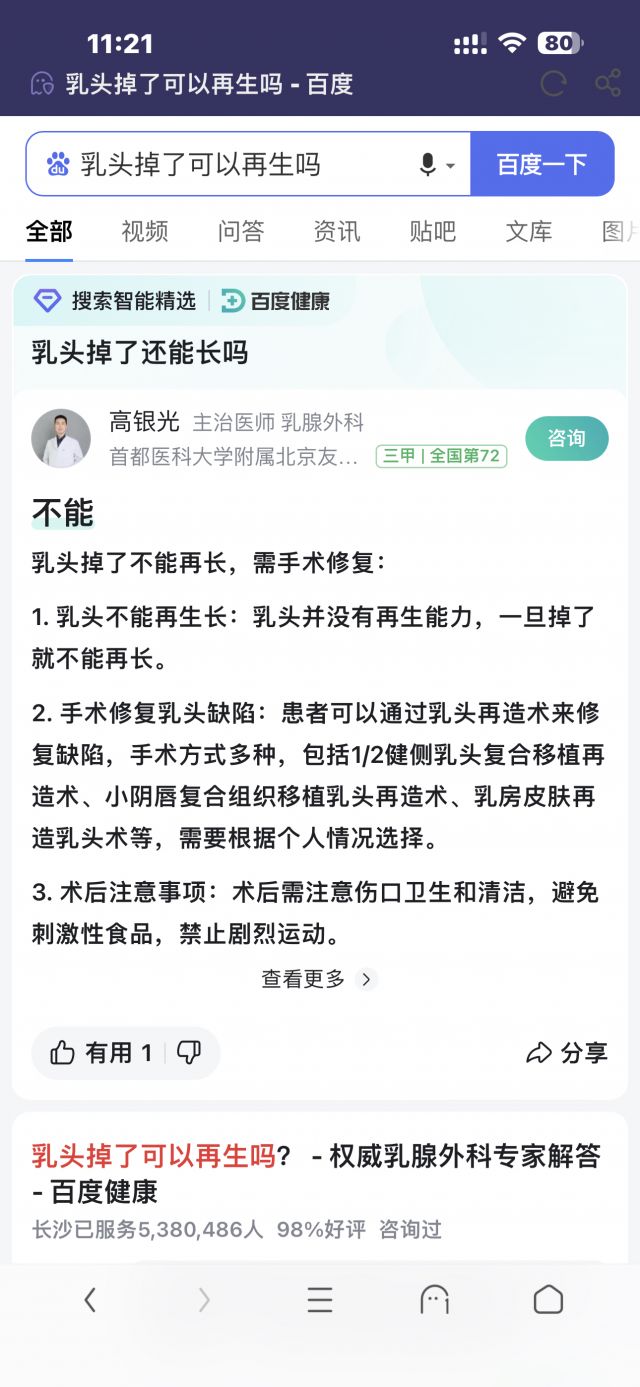 11:21
80
乳头掉了可以再生吗 - 百度
du 乳头掉了可以再生吗
百度一下
全部 视频 问答 资讯 贴吧 文库 图片
搜索智能精选 | 百度健康
乳头掉了还能长吗
高银光 主治医师 乳腺外科
首都医科大学附属北京友... 三甲 | 全国第72
咨询
不能
乳头掉了不能再长，需手术修复：
1. 乳头不能再生长：乳头并没有再生能力，一旦掉了
就不能再长。
2. 手术修复乳头缺陷：患者可以通过乳头再造术来修
复缺陷，手术方式多种，包括1/2健侧乳头复合移植再
造术、小阴唇复合组织移植乳头再造术、乳房皮肤再
造乳头术等，需要根据个人情况选择。
3. 术后注意事项：术后需注意伤口卫生和清洁，避免
刺激性食品，禁止剧烈运动。
查看更多
有用 1
分享
乳头掉了可以再生吗？ - 权威乳腺外科专家解答
- 百度健康
长沙已服务5,380,486人 98%好评 咨询过